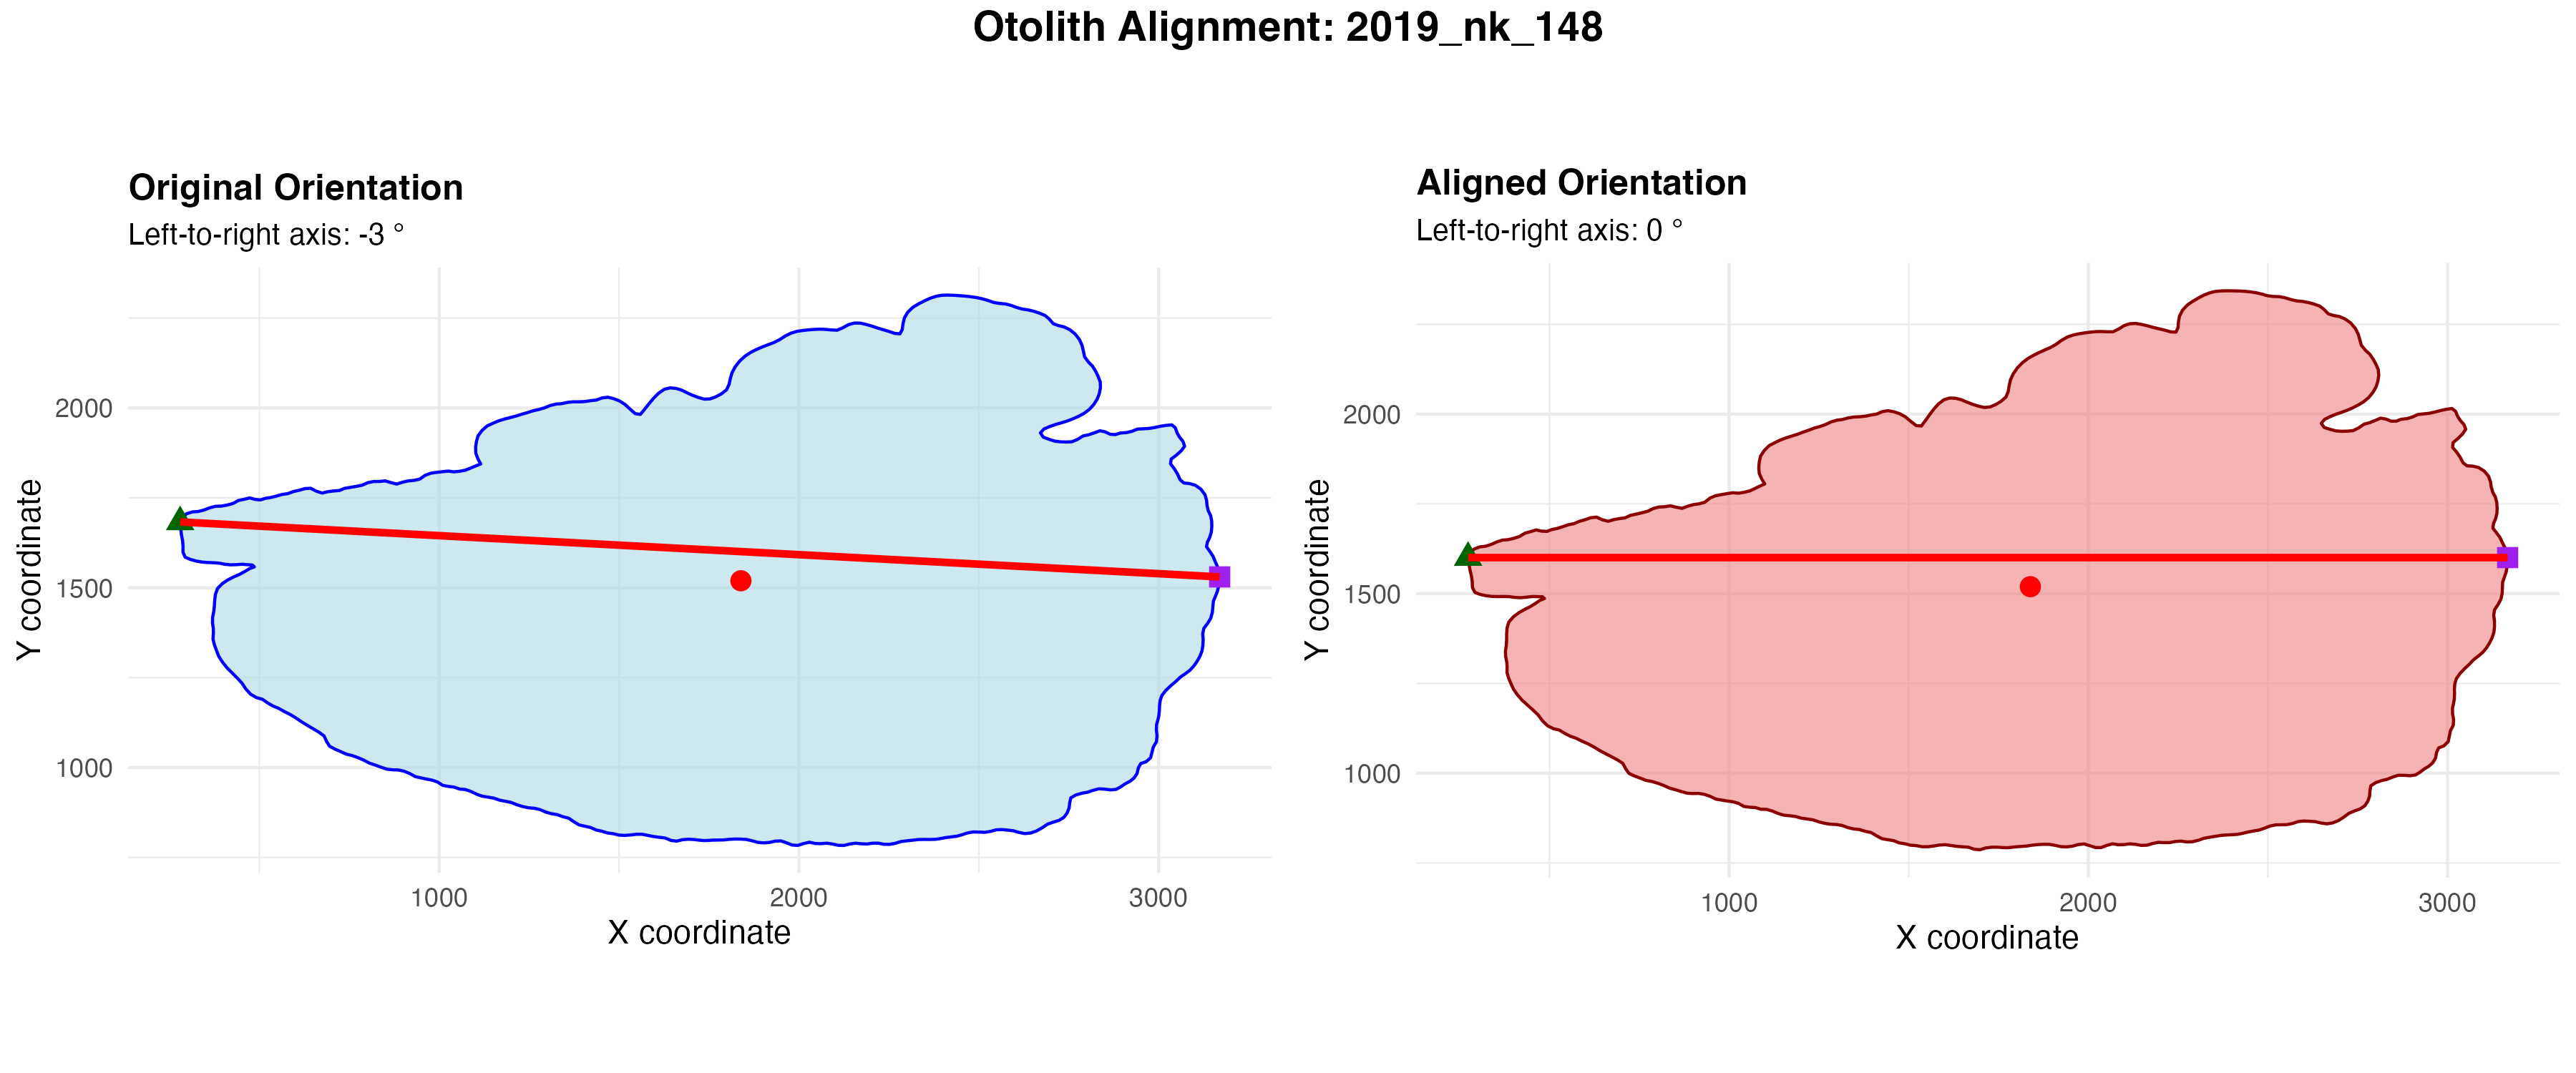 Otolith Alignment: 2019_nk_148
Original Orientation
Left-to-right axis: -3 °
Y coordinate
2000
1500
1000
1000
2000
3000
X coordinate
Aligned Orientation
Left-to-right axis: 0 °
Y coordinate
2000
1500
1000
1000
2000
3000
X coordinate